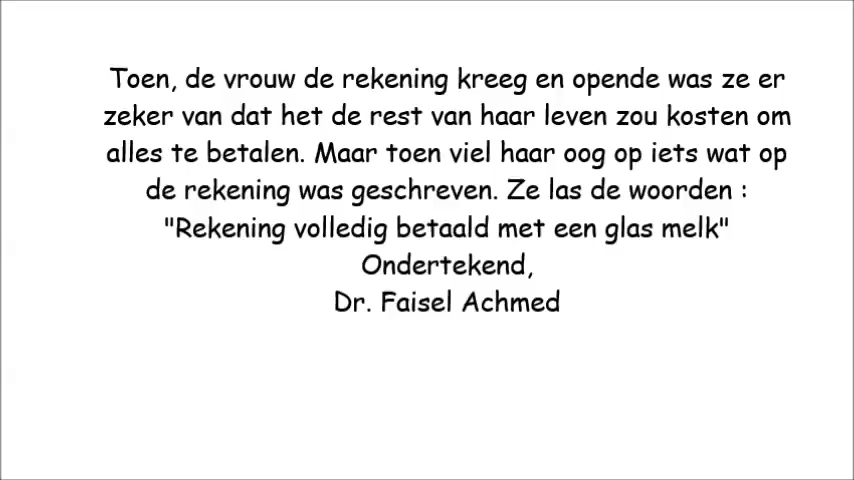 Toen, de vrouw de rekening kreeg en opende was ze er
zeker van dat het de rest van haar leven zou kosten om
alles te betalen. Maar toen viel haar oog op iets wat op
de rekening was geschreven. Ze las de woorden :
"Rekening volledig betaald met een glas melk"
Ondertekend,
Dr. Faisel Achmed